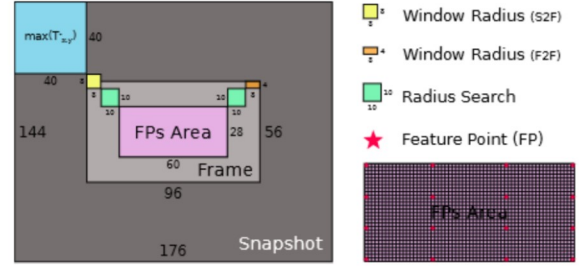 max(T'x,y)
40
40
8
8
4
8
10
10
10
10
FPs Area
28
60
Frame
96
56
144
176
Snapshot
8
8
Window Radius (S2F)
4
8
Window Radius (F2F)
10
10
Radius Search
Feature Point (FP)
FPs Area